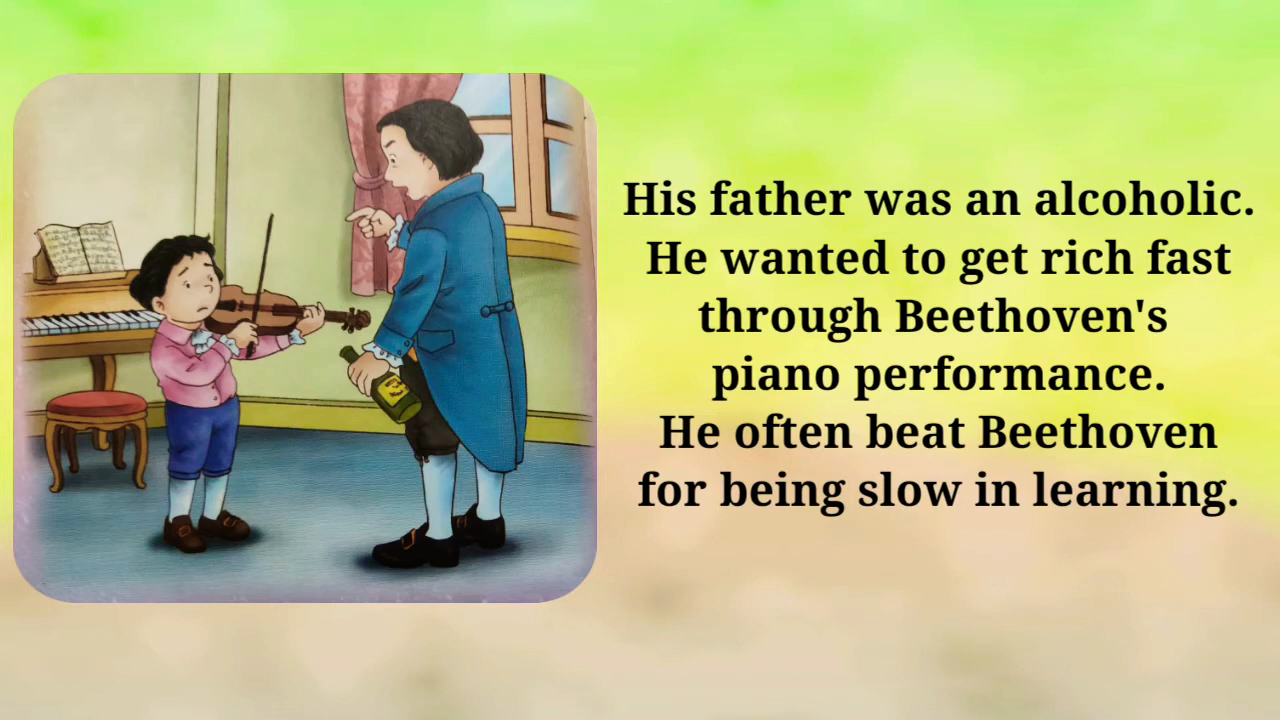 His father was an alcoholic.
He wanted to get rich fast
through Beethoven's
piano performance.
He often beat Beethoven
for being slow in learning.